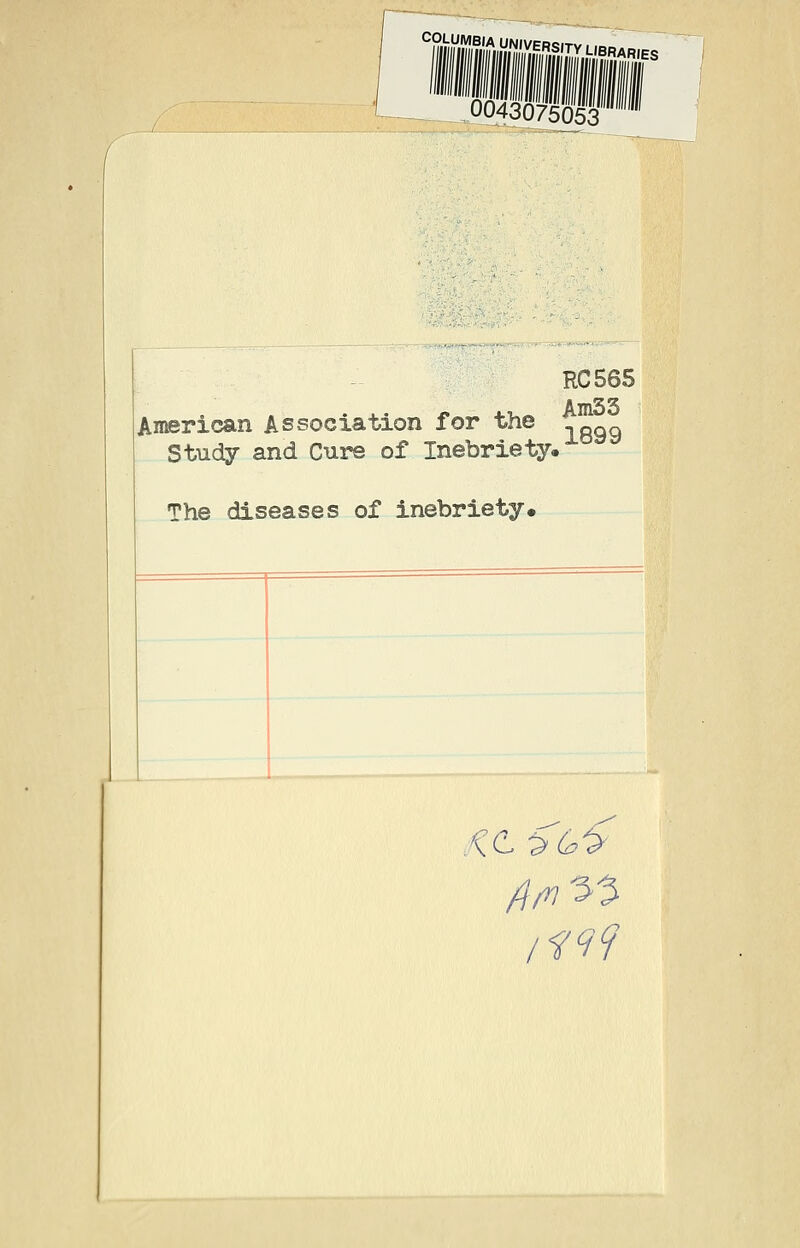 COLUMBIA UNIVERSITY LIBRARIES
0043075053
RC565
Am33
1899
American Association for the
Study and Cure of Inebriety.
The diseases of inebriety.
RC 565
Am 33
1899